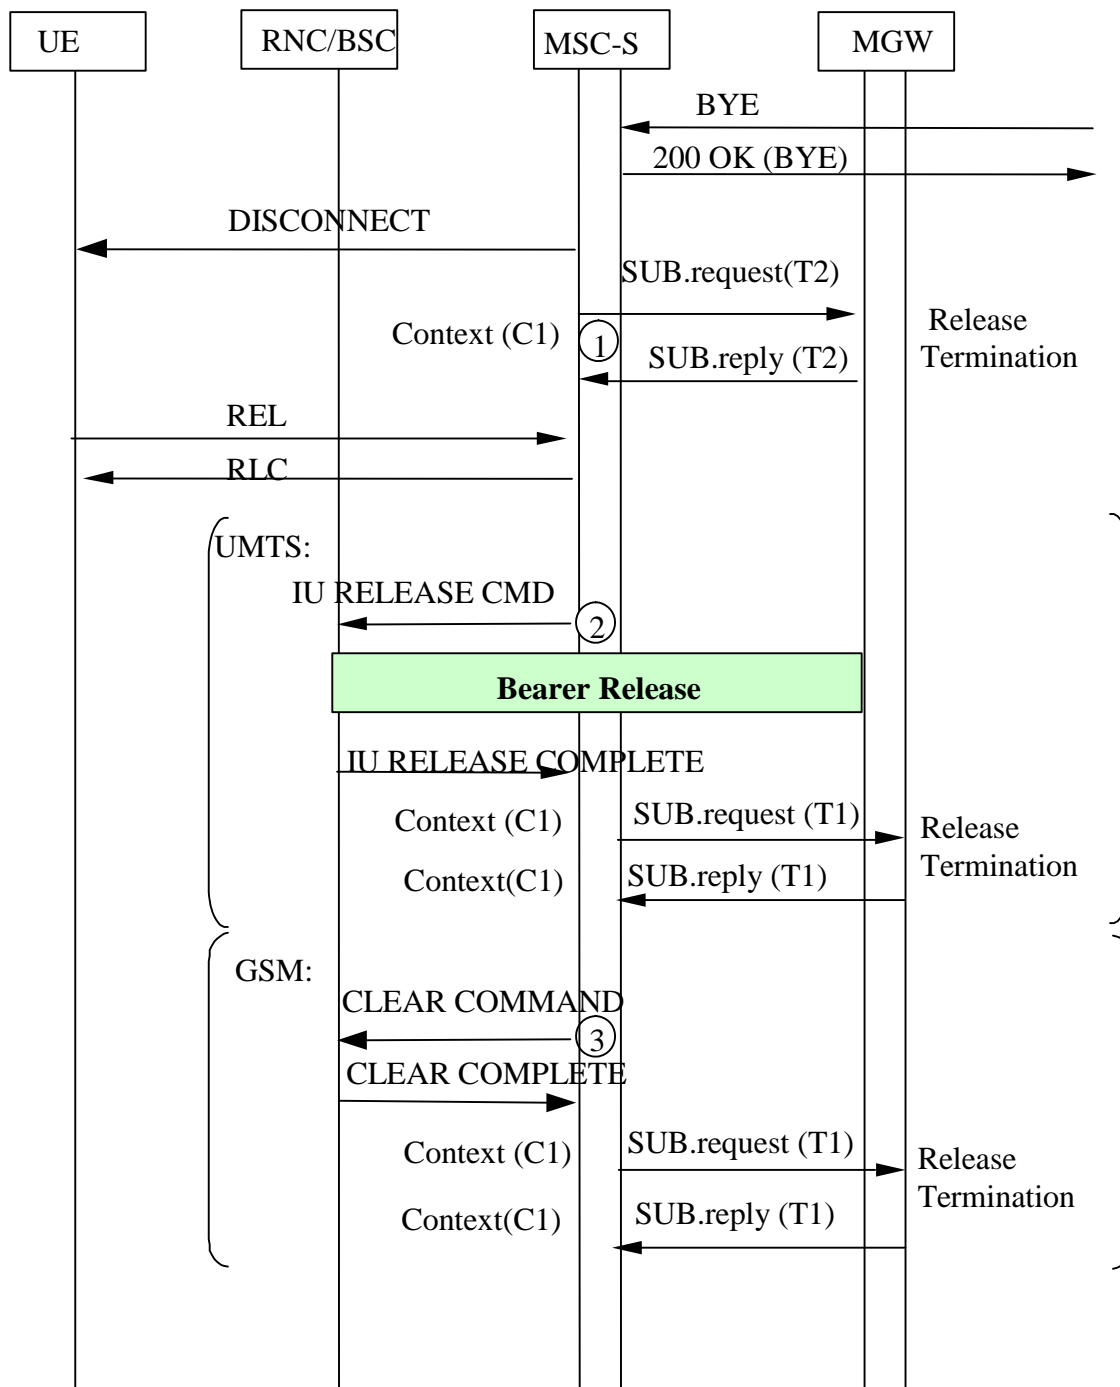 UE
RNC/BSC
MSC-S
MGW
BYE
200 OK (BYE)
DISCONNECT
SUB.request(T2)
Context (C1)
1
Release
Termination
SUB.reply (T2)
REL
RLC
UMTS:
IU RELEASE CMD
2
Bearer Release
IU RELEASE COMPLETE
Context (C1)
SUB.request (T1)
Release
Termination
Context(C1)
SUB.reply (T1)
GSM:
CLEAR COMMAND
3
CLEAR COMPLETE
Context (C1)
SUB.request (T1)
Release
Termination
Context(C1)
SUB.reply (T1)